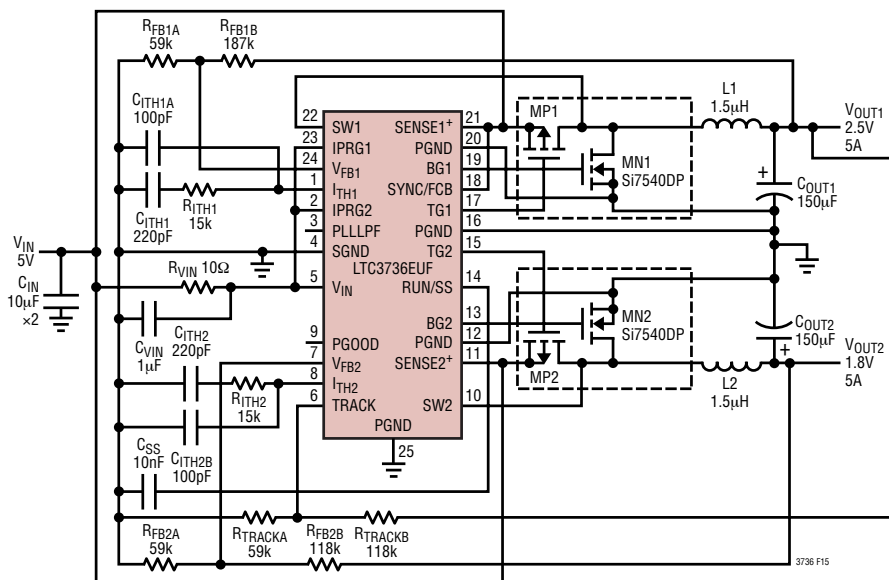 RFB1A
59k
RFB1B
187k
CITH1A
100pF
CITH1
220pF
RITH1
15k
VIN
5V
CIN
10μF
×2
RVIN 10Ω
CVIN
1μF
CITH2
220pF
RITH2
15k
CSS
10nF
CITH2B
100pF
RFB2A
59k
RTRACKA
59k
RFB2B
118k
RTRACKB
118k
22
23
24
1
2
3
4
5
9
7
8
6
SW1
IPRG1
VFB1
ITH1
IPRG2
PLLLPF
SGND
LTC3736EUF
VIN
PGOOD
VFB2
ITH2
TRACK
PGND
25
SENSE1+
PGND
BG1
SYNC/FCB
TG1
PGND
TG2
RUN/SS
BG2
PGND
SENSE2+
SW2
21
20
19
18
17
16
15
14
13
12
11
10
MP1
MN1
Si7540DP
L1
1.5μH
VOUT1
2.5V
5A
+
COUT1
150μF
MN2
Si7540DP
MP2
L2
1.5μH
COUT2
150μF
+
VOUT2
1.8V
5A
3736 F15